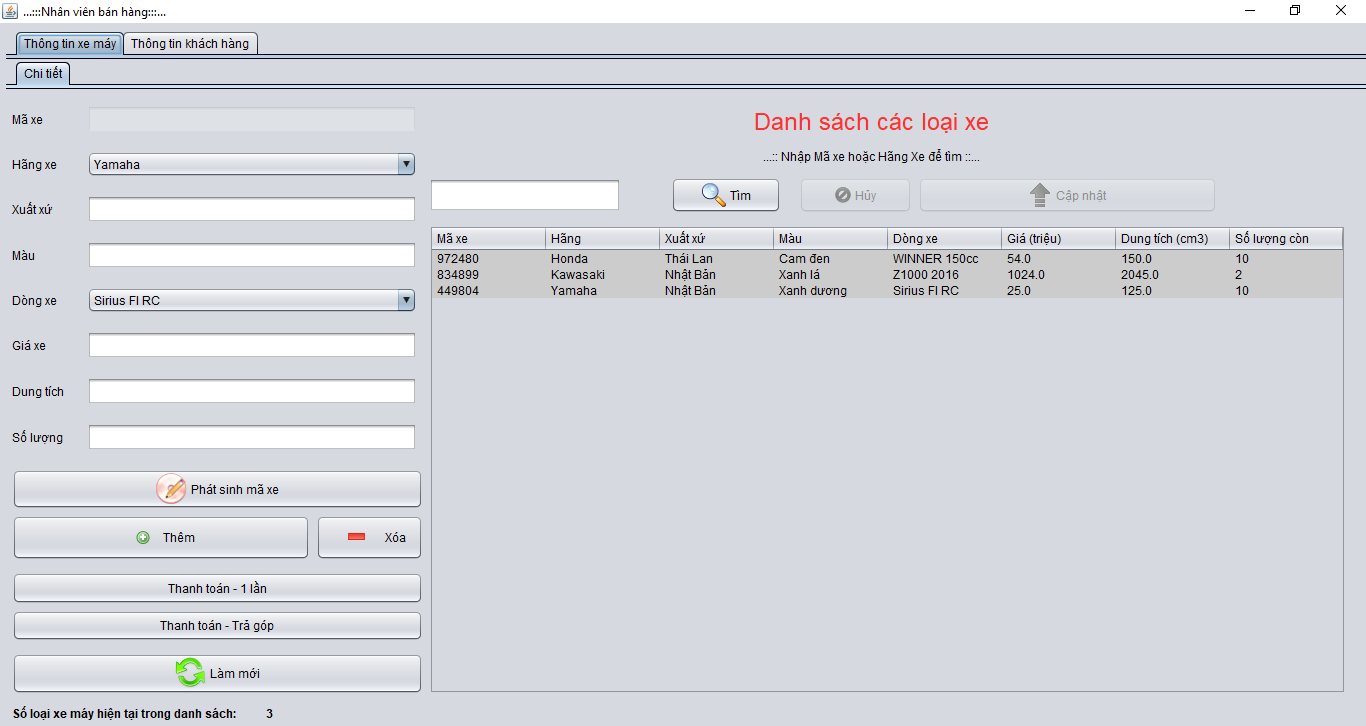 ...:::Nhân viên bán hàng:::...
Thông tin xe máy Thông tin khách hàng
Chi tiết
Mã xe
Hãng xe Yamaha
Xuất xứ
Màu
Dòng xe Sirius FI RC
Giá xe
Dung tích
Số lượng
Phát sinh mã xe
Thêm Xóa
Thanh toán - 1 lần
Thanh toán - Trả góp
Làm mới
Số loại xe máy hiện tại trong danh sách: 3
Danh sách các loại xe
...:: Nhập Mã xe hoặc Hãng Xe để tìm ::...
Tìm Hủy Cập nhật
Mã xe Hãng Xuất xứ Màu Dòng xe Giá (triệu) Dung tích (cm3) Số lượng còn
972480 Honda Thái Lan Cam đen WINNER 150cc 54.0 150.0 10
834899 Kawasaki Nhật Bản Xanh lá Z1000 2016 1024.0 2045.0 2
449804 Yamaha Nhật Bản Xanh dương Sirius FI RC 25.0 125.0 10